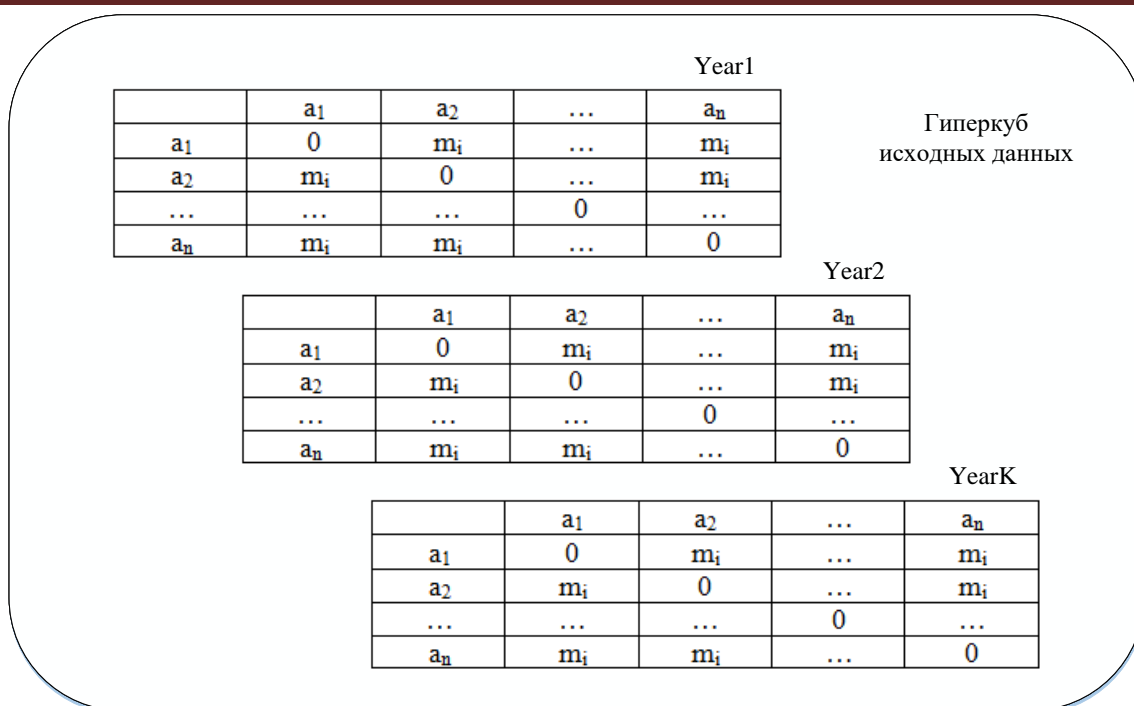 Year1
a₁ a₂ … aₙ
a₁ 0 mᵢ … mᵢ
a₂ mᵢ 0 … mᵢ
… … … 0 …
aₙ mᵢ mᵢ … 0
Гиперкуб
исходных данных
Year2
a₁ a₂ … aₙ
a₁ 0 mᵢ … mᵢ
a₂ mᵢ 0 … mᵢ
… … … 0 …
aₙ mᵢ mᵢ … 0
YearK
a₁ a₂ … aₙ
a₁ 0 mᵢ … mᵢ
a₂ mᵢ 0 … mᵢ
… … … 0 …
aₙ mᵢ mᵢ … 0